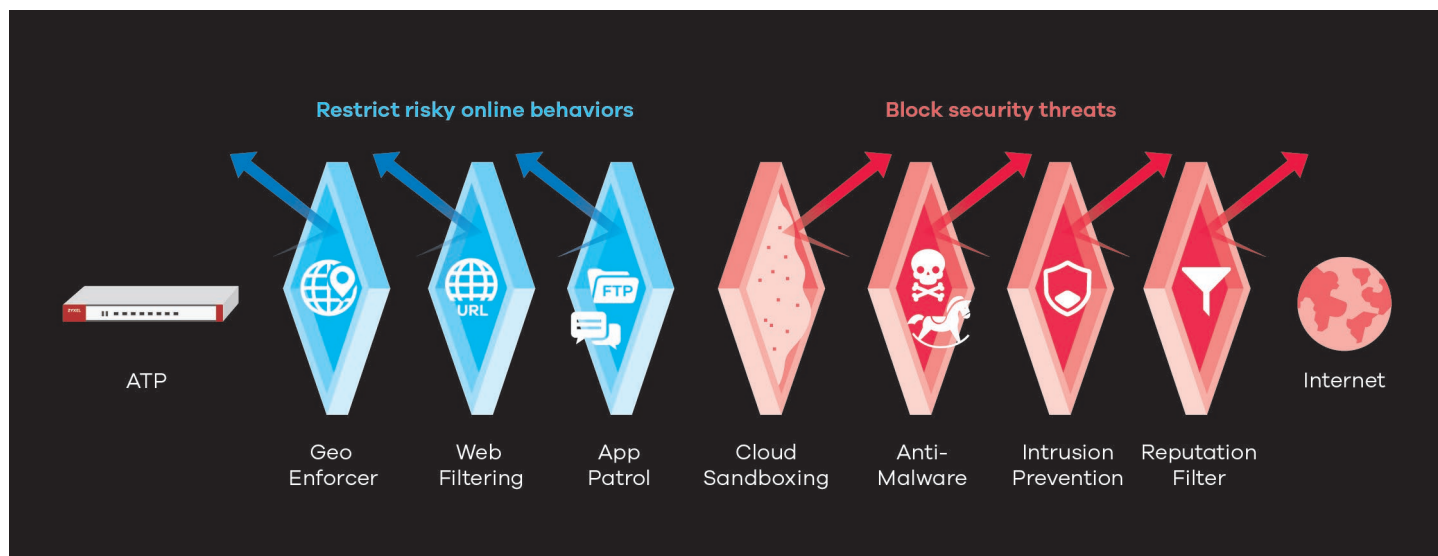 Restrict risky online behaviors
Block security threats
ZYXEL
FTP
URL
ATP
Internet
Geo
Enforcer
Web
Filtering
App
Patrol
Cloud
Sandboxing
Anti-
Malware
Intrusion
Prevention
Reputation
Filter